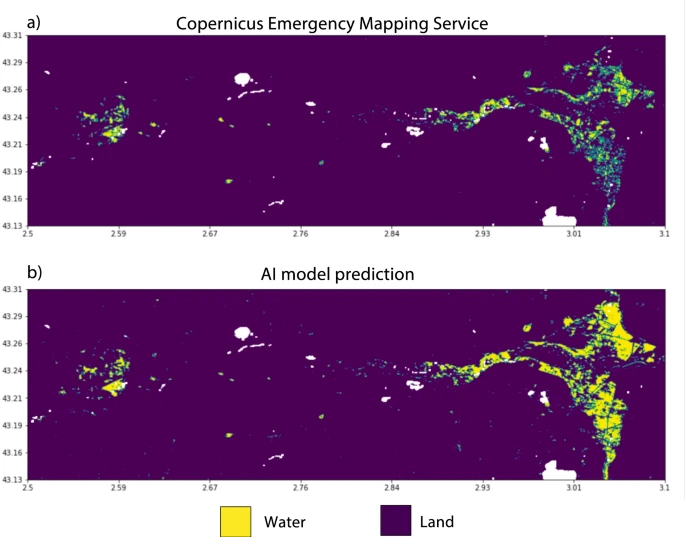 a)
Copernicus Emergency Mapping Service
43.31
43.29
43.26
43.24
43.21
43.19
43.16
43.13
2.5 2.59 2.67 2.76 2.84 2.93 3.01 3.1
b)
AI model prediction
43.31
43.29
43.26
43.24
43.21
43.19
43.16
43.13
2.5 2.59 2.67 2.76 2.84 2.93 3.01 3.1
Water Land